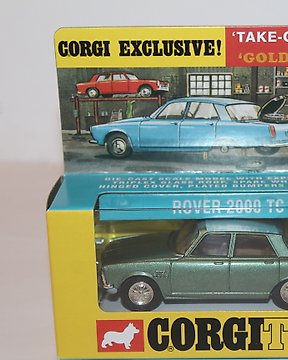 CORGI EXCLUSIVE!
'TAKE-O
'GOLD
DIE-CAST SCALE MODEL WITH
HINGED COVER, PLATED BUMPERS
ROVER 2000 TC
CORGI T